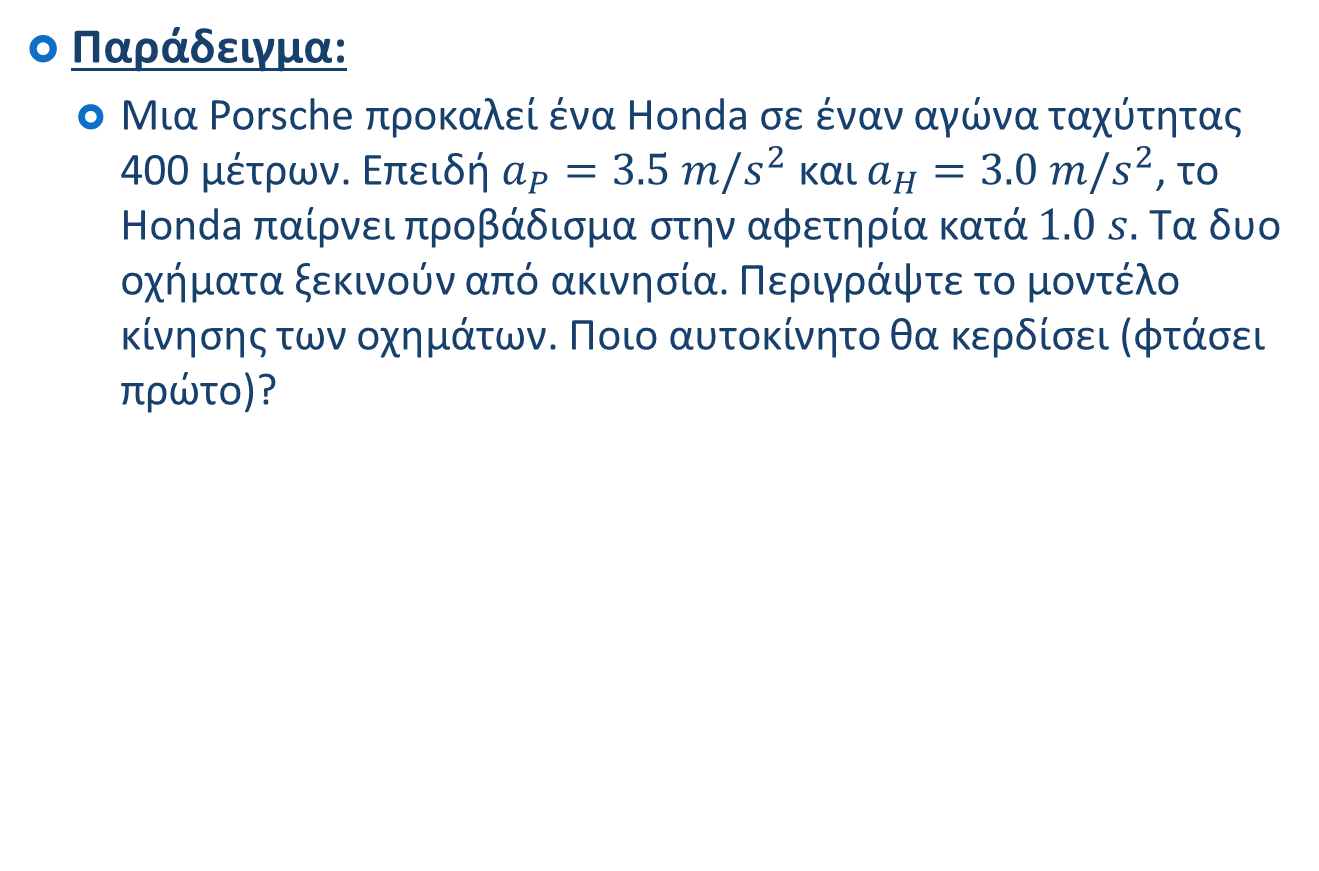 Παράδειγμα:
Μια Porsche προκαλεί ένα Honda σε έναν αγώνα ταχύτητας
400 μέτρων. Επειδή a_P = 3.5 m/s² και a_H = 3.0 m/s², το
Honda παίρνει προβάδισμα στην αφετηρία κατά 1.0 s. Τα δυο
οχήματα ξεκινούν από ακινησία. Περιγράψτε το μοντέλο
κίνησης των οχημάτων. Ποιο αυτοκίνητο θα κερδίσει (φτάσει
πρώτο)?